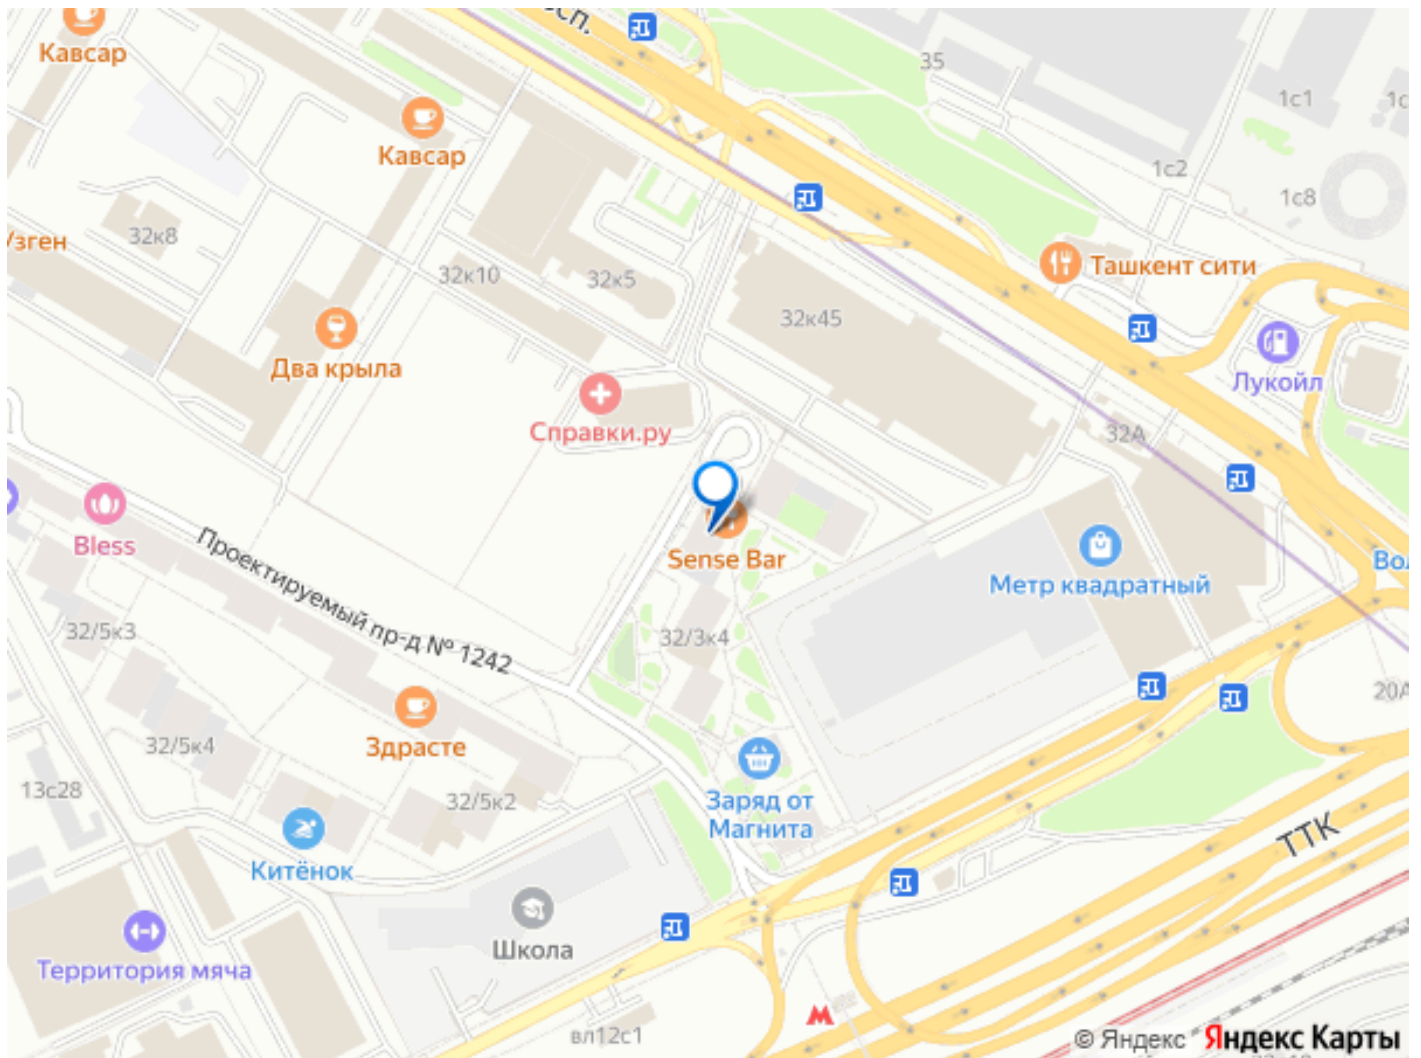 Кавсар
35
1с1
Кавсар
1с2
1с8
32к8
32к10
32к5
Ташкент сити
32к45
Два крыла
Лукойл
Справки.ру
32А
Bless
Sense Bar
Метр квадратный
Проектируемый пр-д № 1242
32/5к3
32/3к4
20А
Здрасте
32/5к4
13с28
32/5к2
Заряд от
Магнита
ТТК
Китёнок
Школа
Территория мяча
вл12с1
М
© Яндекс Яндекс Карты